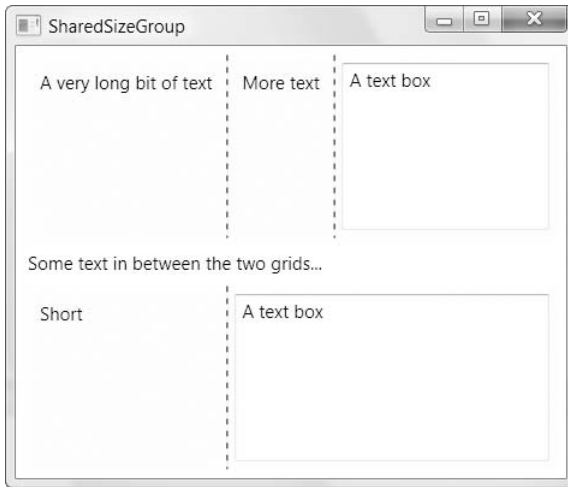 SharedSizeGroup
A very long bit of text More text A text box
Some text in between the two grids...
Short A text box